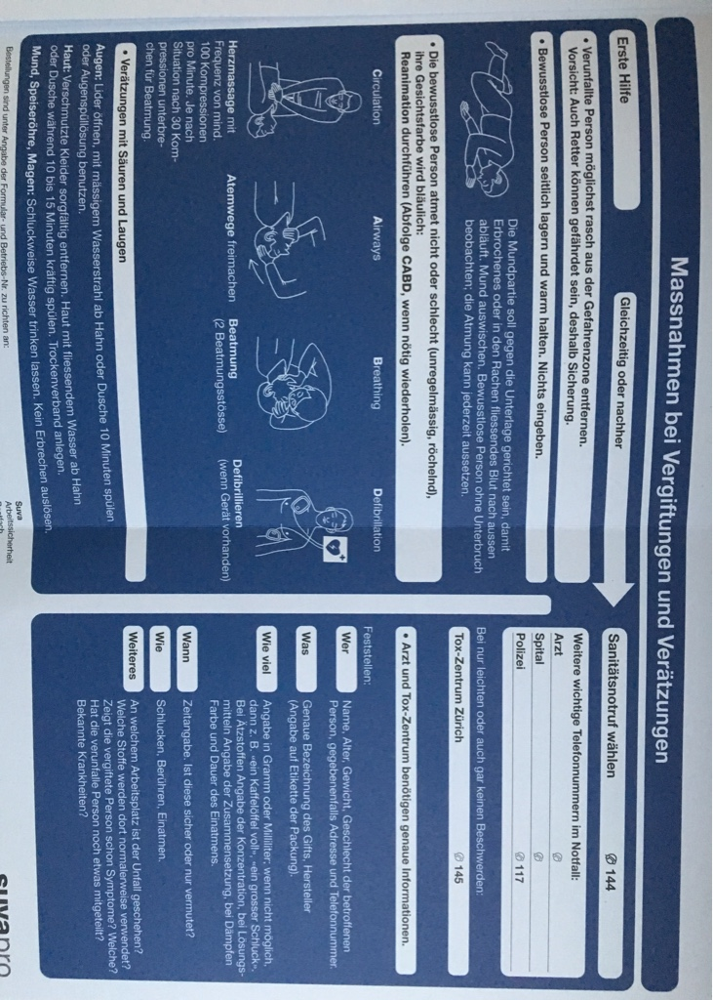 Massnahmen bei Vergiftungen und Verätzungen
Erste Hilfe
Gleichzeitig oder nachher
• Verunfallte Person möglichst rasch aus der Gefahrenzone entfernen.
Vorsicht: Auch Retter können gefährdet sein, deshalb Sicherung.
• Bewusstlose Person seitlich lagern und warm halten. Nichts eingeben.
Die Mundpartie soll gegen die Unterlage gerichtet sein, damit
Erbrochenes oder in den Rachen fliessendes Blut nach aussen
abläuft. Mund auswischen. Bewusstlose Person ohne Unterbruch
beobachten; die Atmung kann jederzeit aussetzen.
• Die bewusstlose Person atmet nicht oder schlecht (unregelmässig, röchelnd),
ihre Gesichtsfarbe wird bläulich:
Reanimation durchführen (Abfolge CABD, wenn nötig wiederholen).
Circulation
Airways
Breathing
Defibrillation
Herzmassage mit
Frequenz von mind.
100 Kompressionen
pro Minute. Je nach
Situation nach 30 Kom-
pressionen unterbre-
chen für Beatmung.
Atemwege freimachen
Beatmung
(2 Beatmungsstösse)
Defibrillieren
(wenn Gerät vorhanden)
• Verätzungen mit Säuren und Laugen
Augen: Lider öffnen, mit mässigem Wasserstrahl ab Hahn oder Dusche 10 Minuten spülen
oder Augenspüllösung benutzen.
Haut: Verschmutzte Kleider sorgfältig entfernen. Haut mit fliessendem Wasser ab Hahn
oder Dusche während 10 bis 15 Minuten kräftig spülen. Trockenverband anlegen.
Mund, Speiseröhre, Magen: Schluckweise Wasser trinken lassen. Kein Erbrechen auslösen.
Sanitätsnotruf wählen
144
Weitere wichtige Telefonnummern im Notfall:
Arzt
Spital
Polizei
117
Bei nur leichten oder auch gar keinen Beschwerden:
Tox-Zentrum Zürich
145
• Arzt und Tox-Zentrum benötigen genaue Informationen.
Feststellen:
Wer
Name, Alter, Gewicht, Geschlecht der betroffenen
Person, gegebenenfalls Adresse und Telefonnummer.
Was
Genaue Bezeichnung des Gifts, Hersteller
(Angabe auf Etikette der Packung).
Wie viel
Angabe in Gramm oder Milliliter; wenn nicht möglich,
dann z. B. «ein Kaffelöffel voll», «ein grosser Schluck».
Bei Ätzstoffen Angabe der Konzentration, bei Lösungs-
mitteln Angabe der Zusammensetzung, bei Dämpfen
Farbe und Dauer des Einatmens.
Wann
Zeitangabe. Ist diese sicher oder nur vermutet?
Wie
Schlucken, Berühren, Einatmen.
Weiteres
An welchem Arbeitsplatz ist der Unfall geschehen?
Welche Stoffe werden dort normalerweise verwendet?
Zeigt die vergiftete Person schon Symptome? Welche?
Hat die verunfallte Person noch etwas mitgeteilt?
Bekannte Krankheiten?
Bestellungen sind unter Angabe der Formular- und Betriebs-Nr. zu richten an:
Suva
Arbeitssicherheit
suvapro